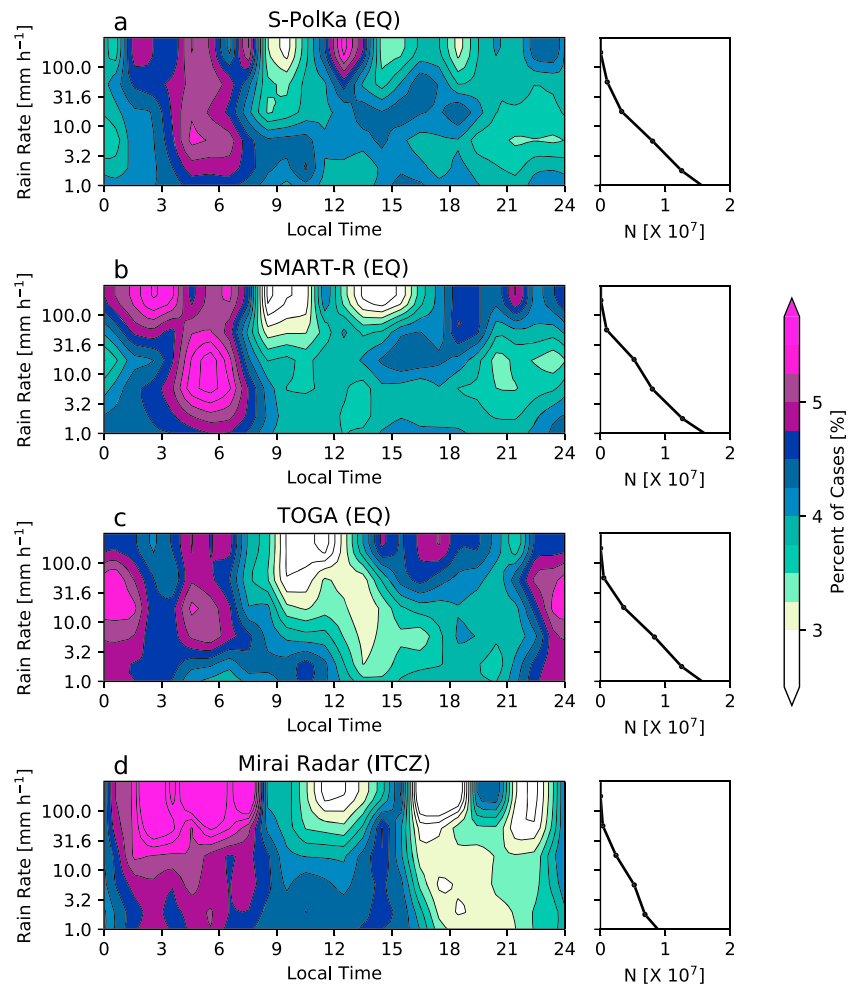 a
S-PolKa (EQ)
Rain Rate [mm h⁻¹]
100.0
31.6
10.0
3.2
1.0
0 3 6 9 12 15 18 21 24
Local Time
0 1 2
N [X 10⁷]
b
SMART-R (EQ)
Rain Rate [mm h⁻¹]
100.0
31.6
10.0
3.2
1.0
0 3 6 9 12 15 18 21 24
Local Time
0 1 2
N [X 10⁷]
c
TOGA (EQ)
Rain Rate [mm h⁻¹]
100.0
31.6
10.0
3.2
1.0
0 3 6 9 12 15 18 21 24
Local Time
0 1 2
N [X 10⁷]
d
Mirai Radar (ITCZ)
Rain Rate [mm h⁻¹]
100.0
31.6
10.0
3.2
1.0
0 3 6 9 12 15 18 21 24
Local Time
0 1 2
N [X 10⁷]
5
4
3
Percent of Cases [%]